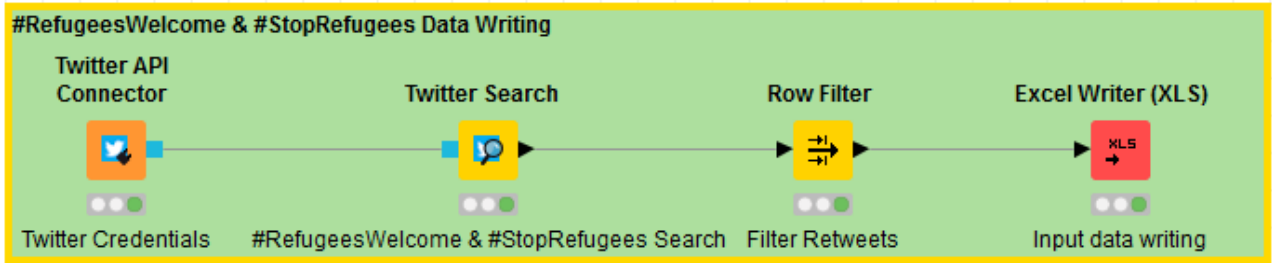 #RefugeesWelcome & #StopRefugees Data Writing
Twitter API
Connector
Twitter Search
Row Filter
Excel Writer (XLS)
XLS
Twitter Credentials
#RefugeesWelcome & #StopRefugees Search
Filter Retweets
Input data writing